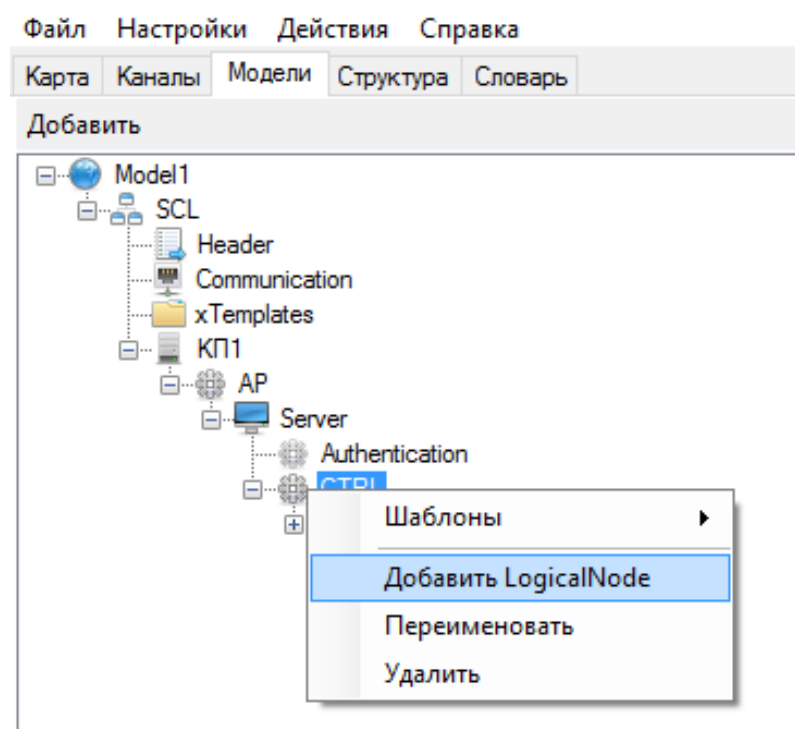 Файл Настройки Действия Справка
Карта Каналы Модели Структура Словарь
Добавить
Model1
SCL
Header
Communication
xTemplates
КП1
AP
Server
Authentication
CTRL
Шаблоны
Добавить LogicalNode
Переименовать
Удалить